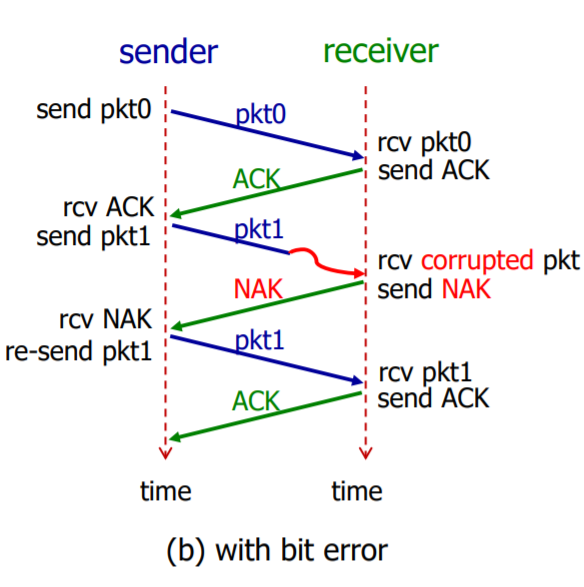 sender
receiver
send pkt0
pkt0
rcv pkt0
send ACK
ACK
rcv ACK
send pkt1
pkt1
rcv corrupted pkt
send NAK
NAK
rcv NAK
re-send pkt1
pkt1
rcv pkt1
send ACK
ACK
time
time
(b) with bit error